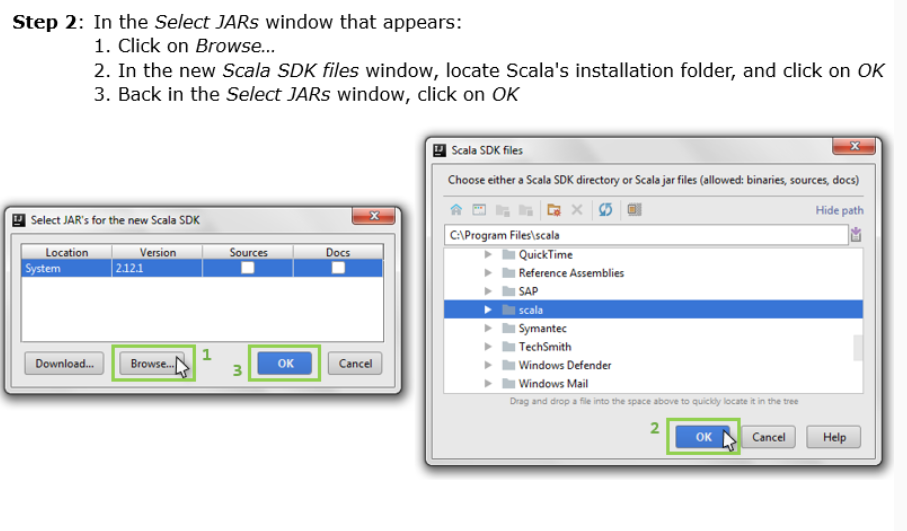 Step 2: In the Select JARs window that appears:
1. Click on Browse...
2. In the new Scala SDK files window, locate Scala's installation folder, and click on OK
3. Back in the Select JARs window, click on OK
Select JAR's for the new Scala SDK
Location Version Sources Docs
System 2.12.1
Download... Browse... 1 3 OK Cancel
Scala SDK files
Choose either a Scala SDK directory or Scala jar files (allowed: binaries, sources, docs)
Hide path
C:\Program Files\scala
QuickTime
Reference Assemblies
SAP
scala
Symantec
TechSmith
Windows Defender
Windows Mail
Drag and drop a file into the space above to quickly locate it in the tree
2 OK Cancel Help